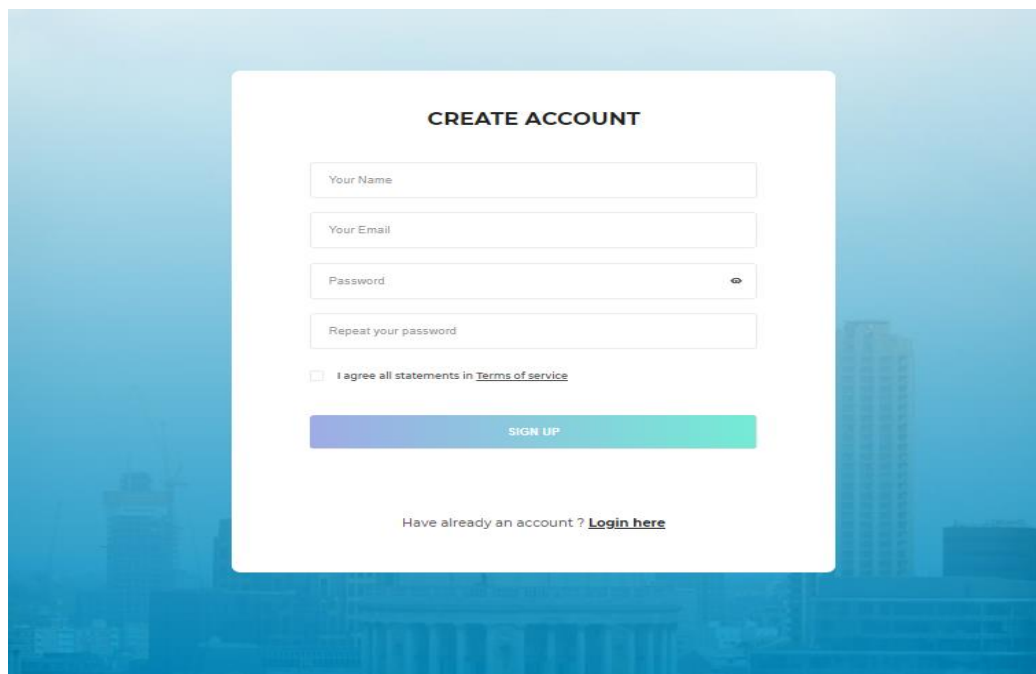 CREATE ACCOUNT
Your Name
Your Email
Password
Repeat your password
I agree all statements in Terms of service
SIGN UP
Have already an account ? Login here